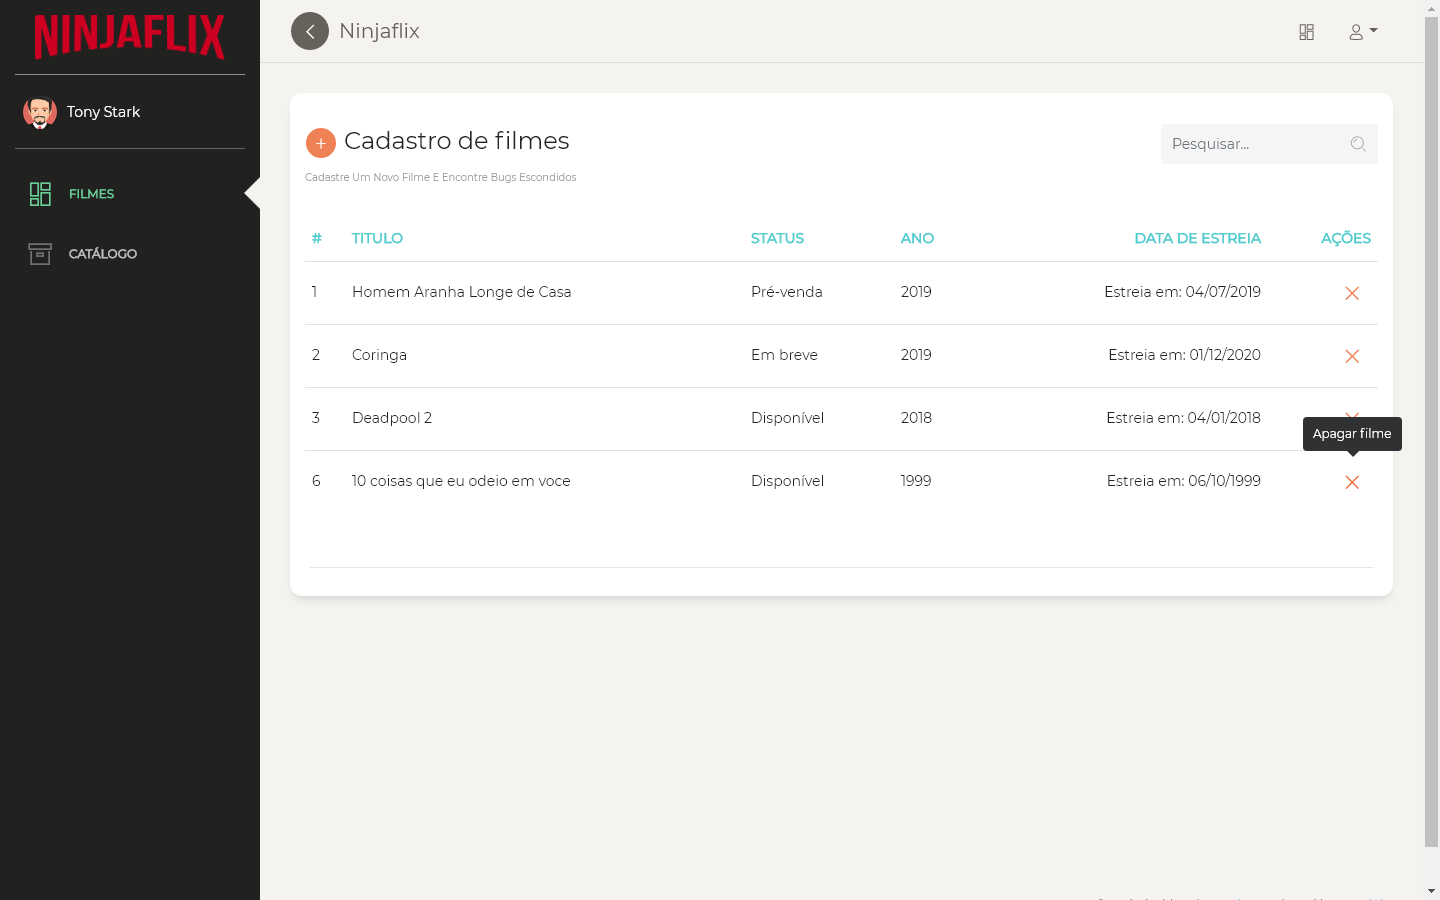 NINJAFLIX
Ninjaflix
Tony Stark
FILMES
CATÁLOGO
Cadastro de filmes
Pesquisar...
Cadastre Um Novo Filme E Encontre Bugs Escondidos
# TITULO STATUS ANO DATA DE ESTREIA AÇÕES
1 Homem Aranha Longe de Casa Pré-venda 2019 Estreia em: 04/07/2019
2 Coringa Em breve 2019 Estreia em: 01/12/2020
3 Deadpool 2 Disponível 2018 Estreia em: 04/01/2018
Apagar filme
6 10 coisas que eu odeio em voce Disponível 1999 Estreia em: 06/10/1999